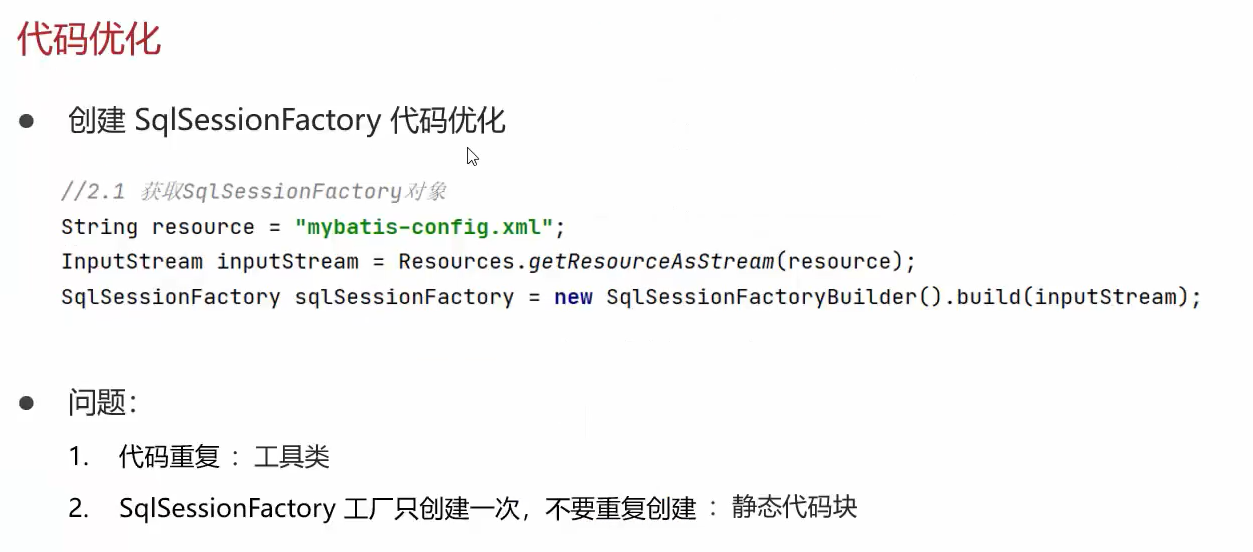 代码优化
● 创建 SqlSessionFactory 代码优化
//2.1 获取SqlSessionFactory对象
String resource = "mybatis-config.xml";
InputStream inputStream = Resources.getResourceAsStream(resource);
SqlSessionFactory sqlSessionFactory = new SqlSessionFactoryBuilder().build(inputStream);
● 问题：
1. 代码重复 ：工具类
2. SqlSessionFactory 工厂只创建一次，不要重复创建 ：静态代码块